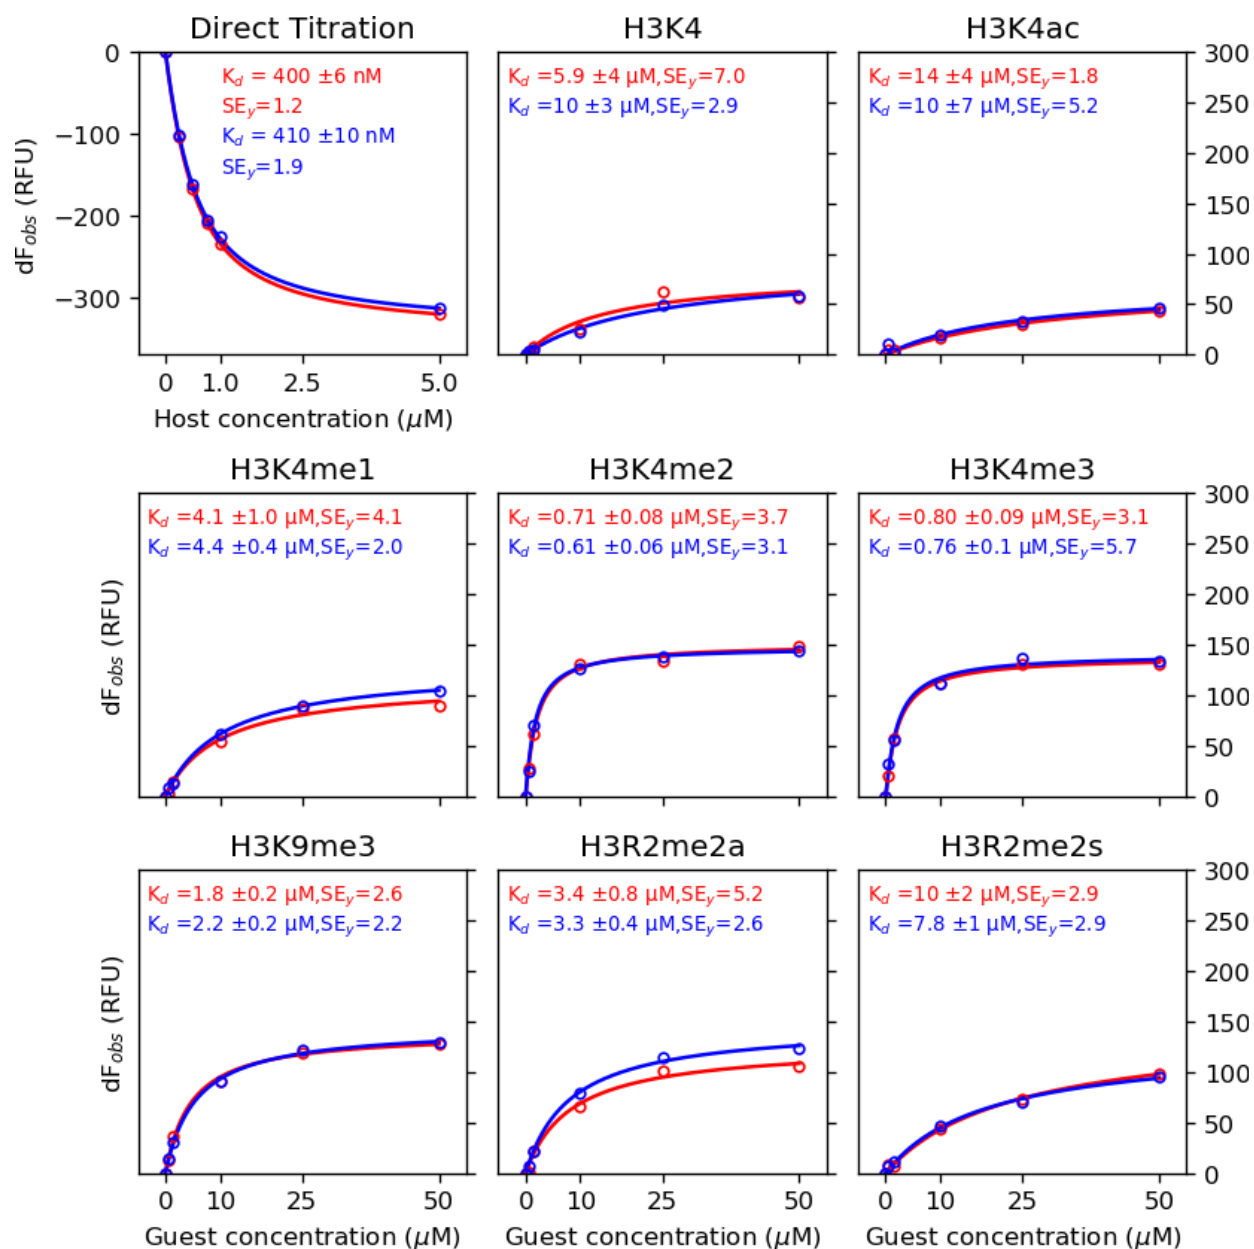 Direct Titration
H3K4
H3K4ac
K_d = 400 ±6 nM
SE_y=1.2
K_d = 410 ±10 nM
SE_y=1.9
K_d =5.9 ±4 µM,SE_y=7.0
K_d =10 ±3 µM,SE_y=2.9
K_d =14 ±4 µM,SE_y=1.8
K_d =10 ±7 µM,SE_y=5.2
dF_obs (RFU)
0
−100
−200
−300
300
250
200
150
100
50
0
0 1.0 2.5 5.0
Host concentration (µM)
H3K4me1
H3K4me2
H3K4me3
K_d =4.1 ±1.0 µM,SE_y=4.1
K_d =4.4 ±0.4 µM,SE_y=2.0
K_d =0.71 ±0.08 µM,SE_y=3.7
K_d =0.61 ±0.06 µM,SE_y=3.1
K_d =0.80 ±0.09 µM,SE_y=3.1
K_d =0.76 ±0.1 µM,SE_y=5.7
dF_obs (RFU)
300
250
200
150
100
50
0
H3K9me3
H3R2me2a
H3R2me2s
K_d =1.8 ±0.2 µM,SE_y=2.6
K_d =2.2 ±0.2 µM,SE_y=2.2
K_d =3.4 ±0.8 µM,SE_y=5.2
K_d =3.3 ±0.4 µM,SE_y=2.6
K_d =10 ±2 µM,SE_y=2.9
K_d =7.8 ±1 µM,SE_y=2.9
dF_obs (RFU)
300
250
200
150
100
50
0
0 10 25 50
0 10 25 50
0 10 25 50
Guest concentration (µM)
Guest concentration (µM)
Guest concentration (µM)